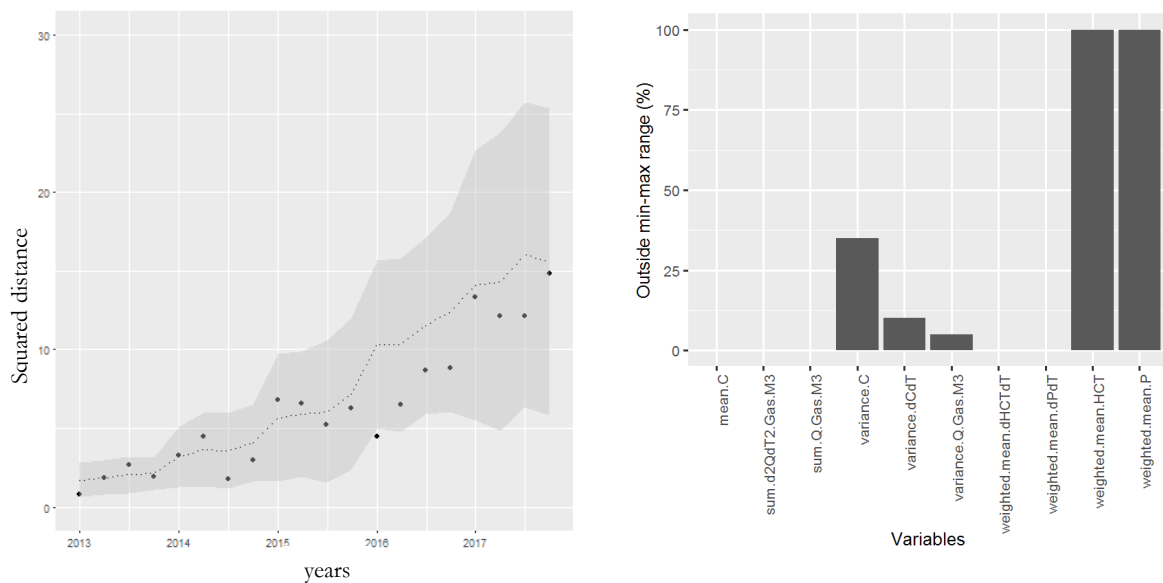 Squared distance
30
20
10
0
2013
2014
2015
2016
2017
years
Outside min-max range (%)
100
75
50
25
0
mean.C
sum.d2QdT2.Gas.M3
sum.Q.Gas.M3
variance.C
variance.dCdT
variance.Q.Gas.M3
weighted.mean.dHCTdT
weighted.mean.dPdT
weighted.mean.HCT
weighted.mean.P
Variables